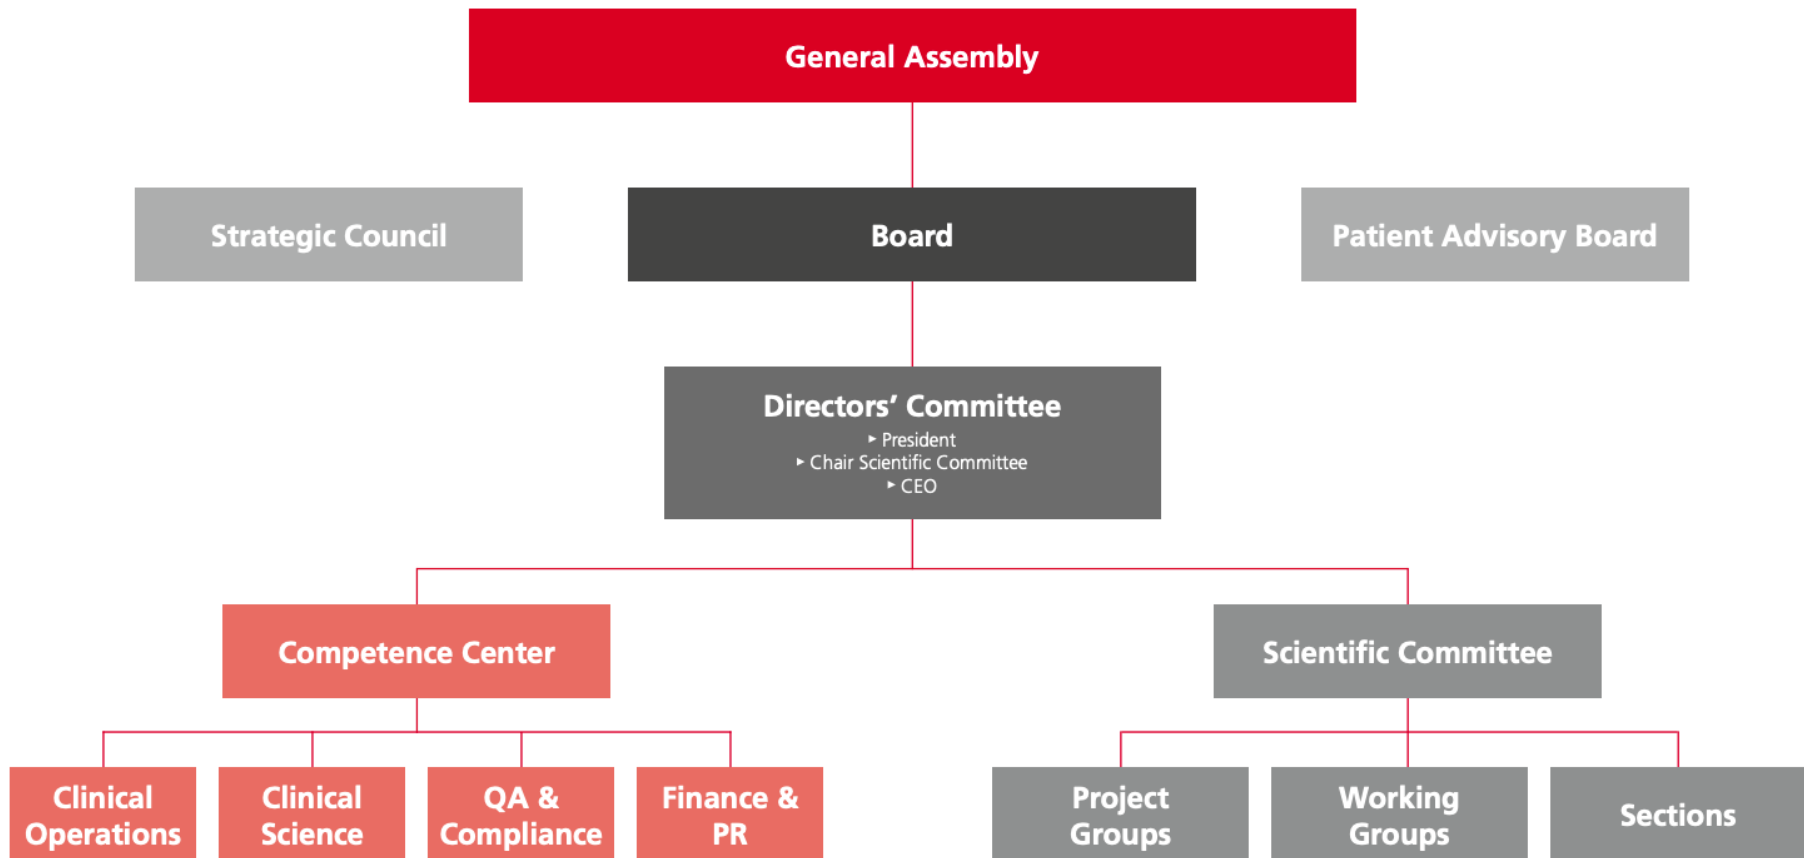 General Assembly
Strategic Council
Board
Patient Advisory Board
Directors’ Committee
▸ President
▸ Chair Scientific Committee
▸ CEO
Competence Center
Scientific Committee
Clinical
Operations
Clinical
Science
QA &
Compliance
Finance &
PR
Project
Groups
Working
Groups
Sections